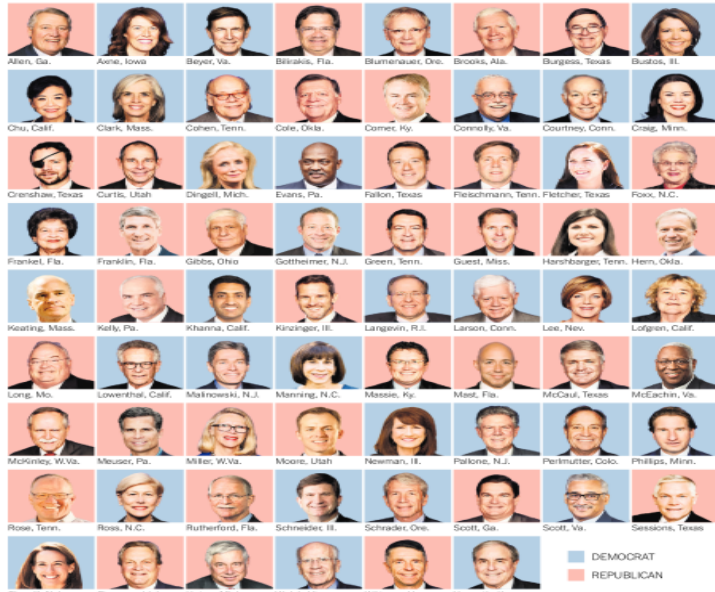 Allen, Ga. Axne, Iowa Beyer, Va. Bilirakis, Fla. Blumenauer, Ore. Brooks, Ala. Burgess, Texas Bustos, Ill.
Chu, Calif. Clark, Mass. Cohen, Tenn. Cole, Okla. Comer, Ky. Connolly, Va. Courtney, Conn. Craig, Minn.
Crenshaw, Texas Curtis, Utah Dingell, Mich. Evans, Pa. Fallon, Texas Fleischmann, Tenn. Fletcher, Texas Foxx, N.C.
Frankel, Fla. Franklin, Fla. Gibbs, Ohio Gottheimer, N.J. Green, Tenn. Guest, Miss. Harshbarger, Tenn. Hern, Okla.
Keating, Mass. Kelly, Pa. Khanna, Calif. Kinzinger, Ill. Langevin, R.I. Larson, Conn. Lee, Nev. Lofgren, Calif.
Long, Mo. Lowenthal, Calif. Malinowski, N.J. Manning, N.C. Massie, Ky. Mast, Fla. McCaul, Texas McEachin, Va.
McKinley, W.Va. Meuser, Pa. Miller, W.Va. Moore, Utah Newman, Ill. Pallone, N.J. Perlmutter, Colo. Phillips, Minn.
Rose, Tenn. Ross, N.C. Rutherford, Fla. Schneider, Ill. Schrader, Ore. Scott, Ga. Scott, Va. Sessions, Texas
DEMOCRAT
REPUBLICAN